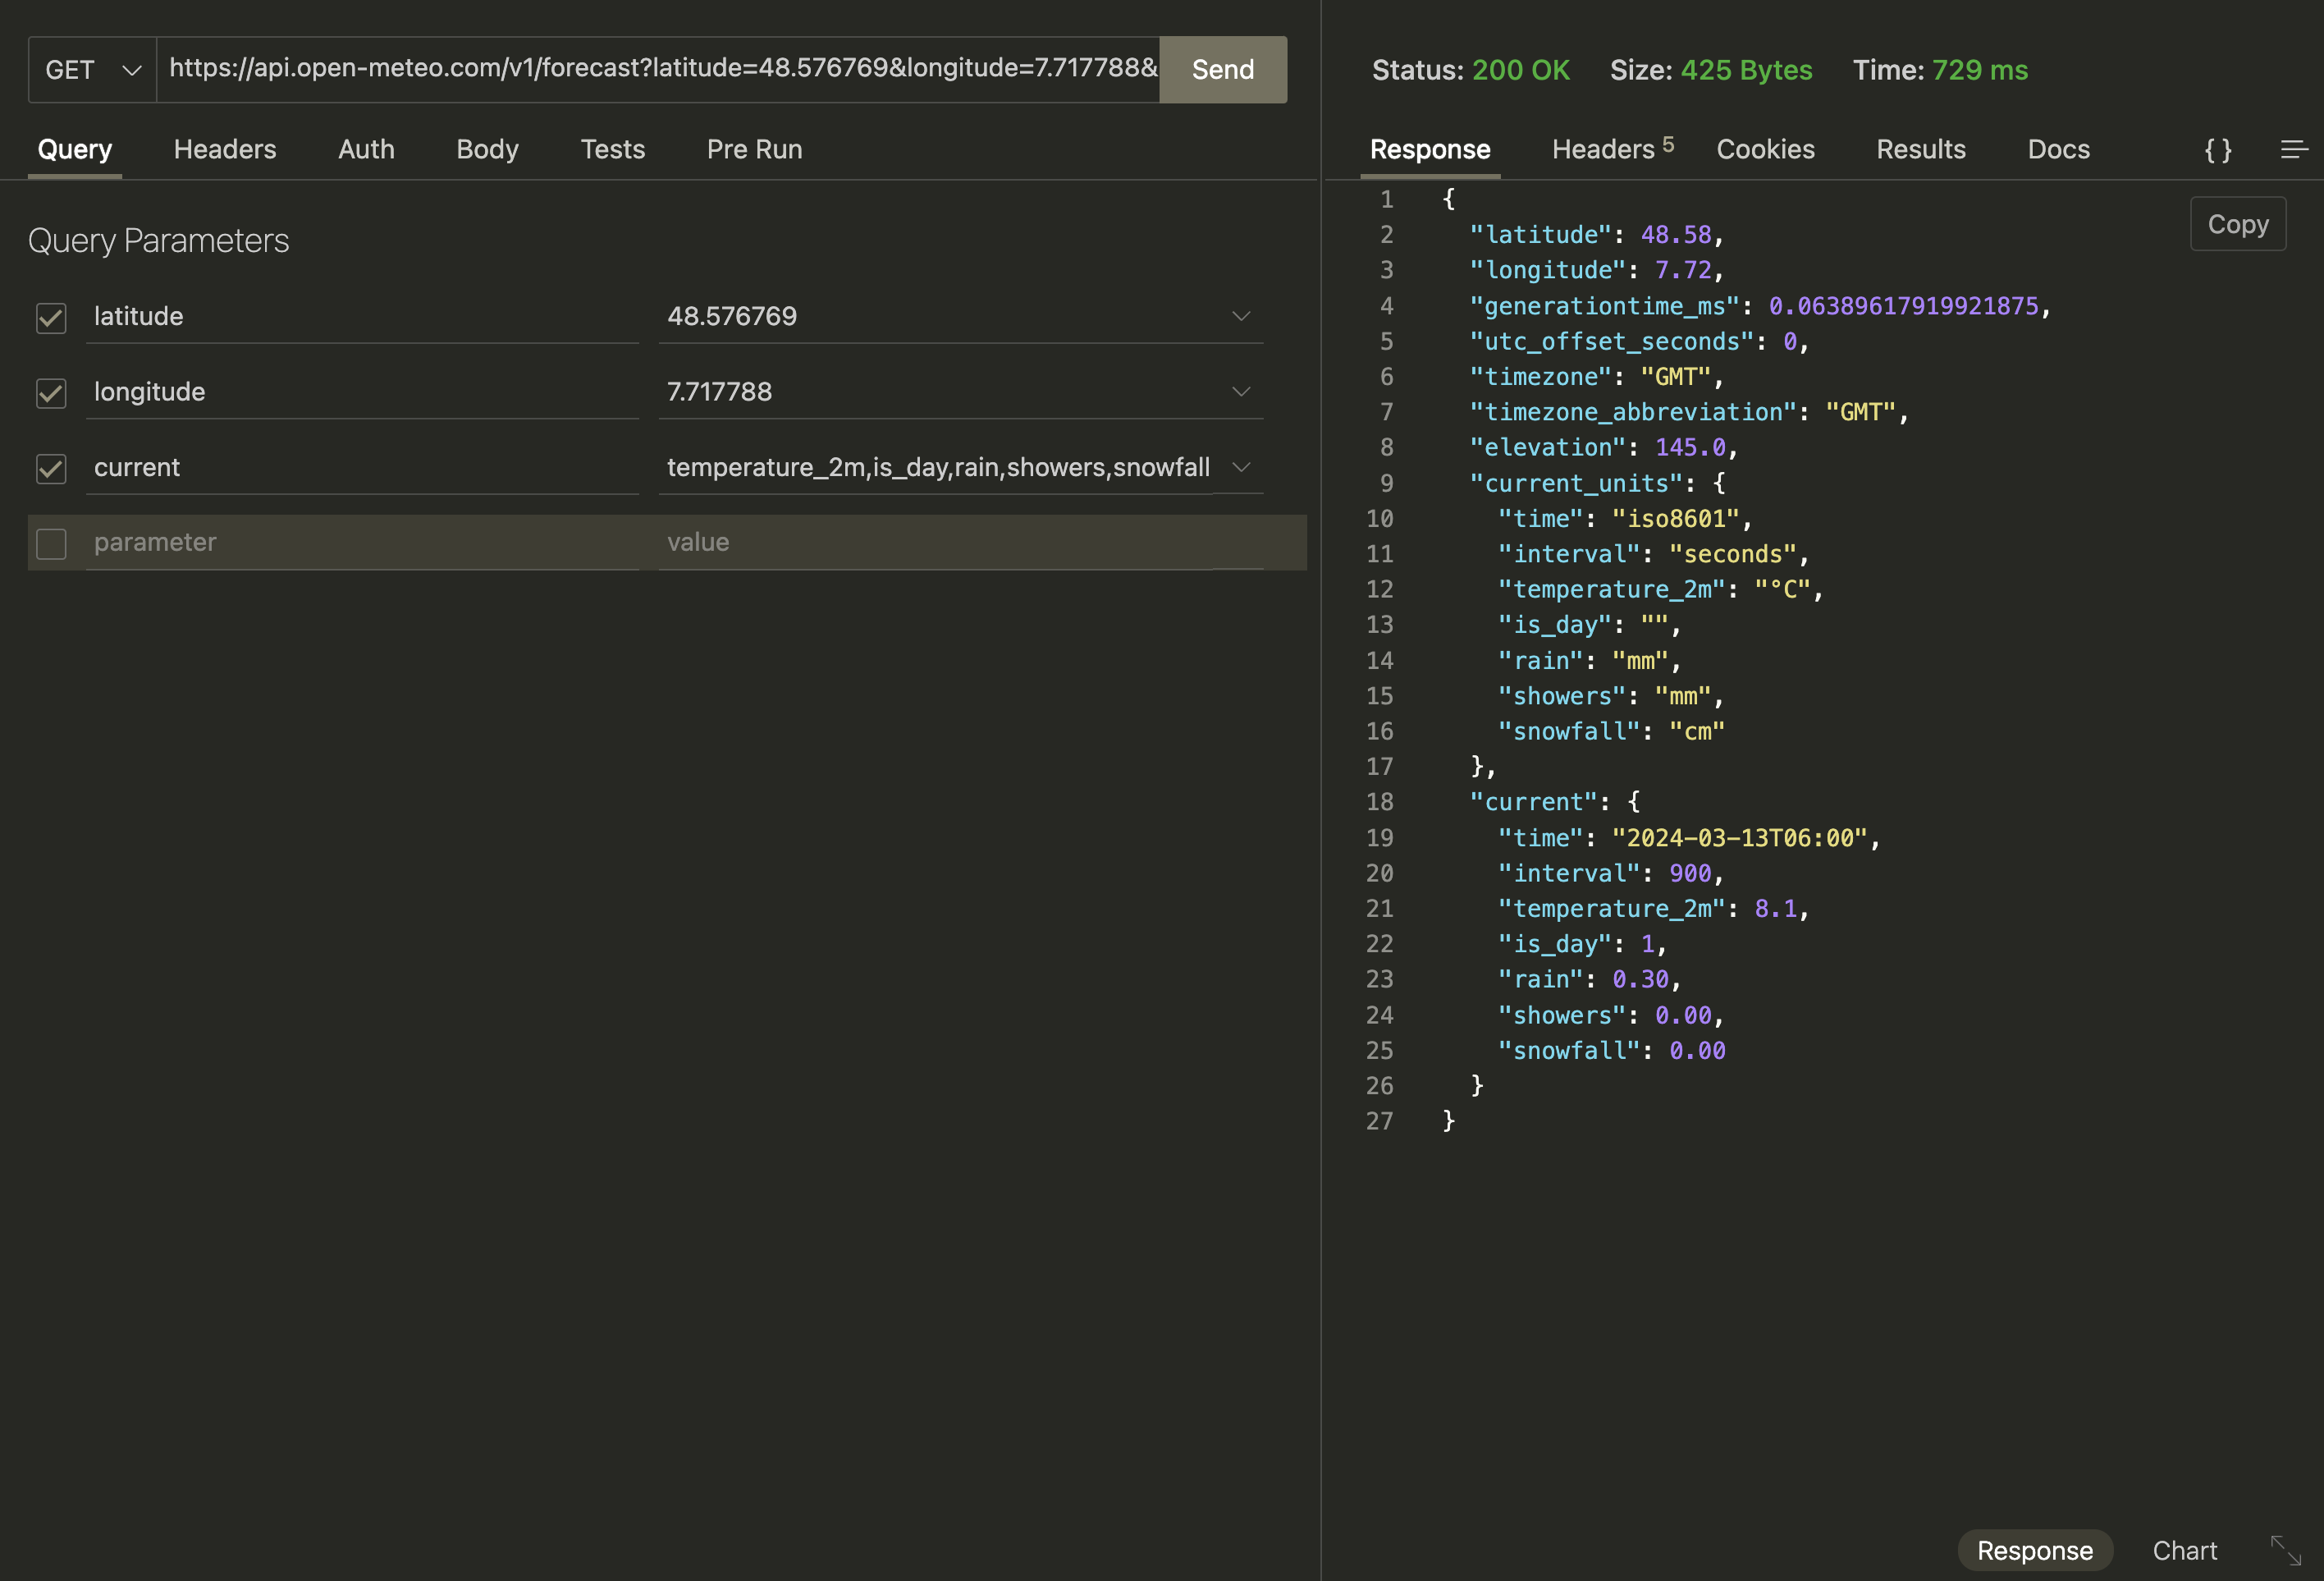 GET https://api.open-meteo.com/v1/forecast?latitude=48.576769&longitude=7.717788& Send
Query Headers Auth Body Tests Pre Run
Query Parameters
latitude 48.576769
longitude 7.717788
current temperature_2m,is_day,rain,showers,snowfall
parameter value
Status: 200 OK Size: 425 Bytes Time: 729 ms
Response Headers 5 Cookies Results Docs { }
Copy
1 {
2 "latitude": 48.58,
3 "longitude": 7.72,
4 "generationtime_ms": 0.06389617919921875,
5 "utc_offset_seconds": 0,
6 "timezone": "GMT",
7 "timezone_abbreviation": "GMT",
8 "elevation": 145.0,
9 "current_units": {
10 "time": "iso8601",
11 "interval": "seconds",
12 "temperature_2m": "°C",
13 "is_day": "",
14 "rain": "mm",
15 "showers": "mm",
16 "snowfall": "cm"
17 },
18 "current": {
19 "time": "2024-03-13T06:00",
20 "interval": 900,
21 "temperature_2m": 8.1,
22 "is_day": 1,
23 "rain": 0.30,
24 "showers": 0.00,
25 "snowfall": 0.00
26 }
27 }
Response Chart